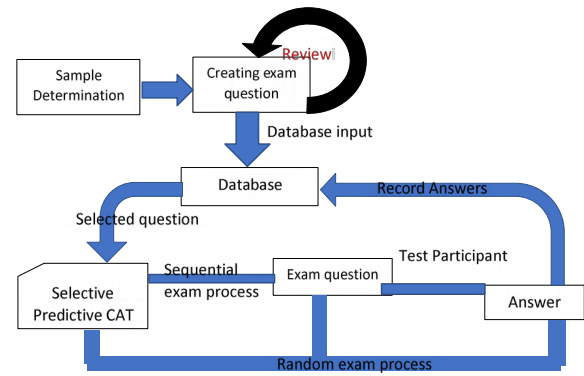 Review
Sample
Determination
Creating exam
question
Database input
Database
Record Answers
Selected question
Test Participant
Sequential
exam process
Exam question
Selective
Predictive CAT
Answer
Random exam process